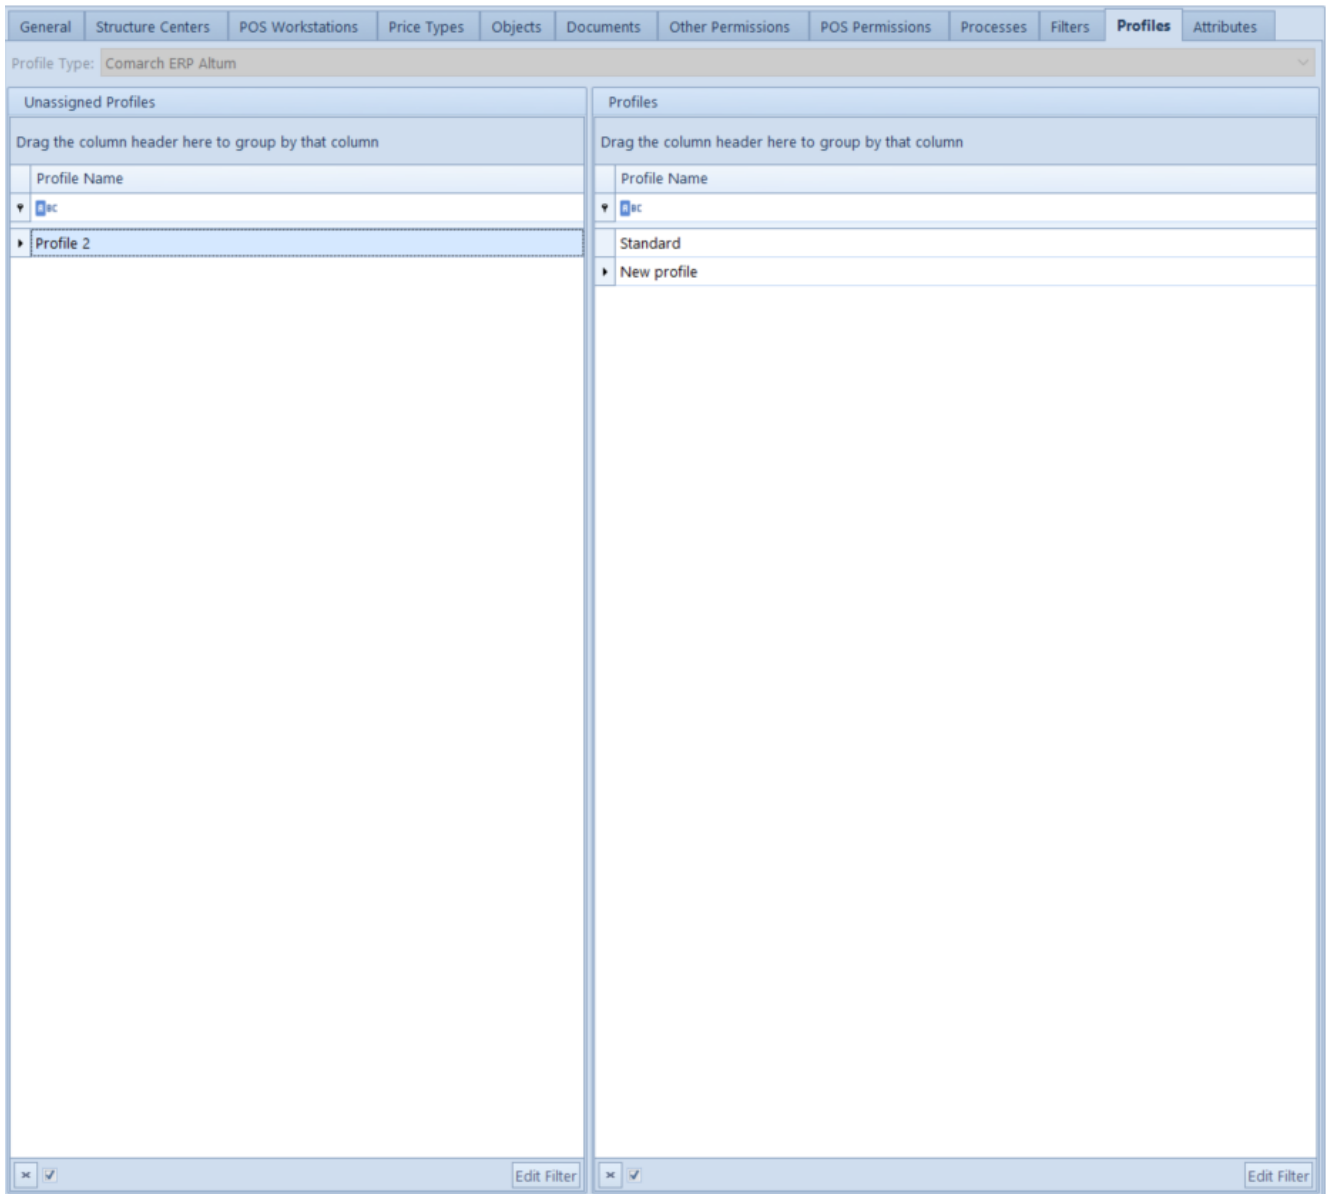 General Structure Centers POS Workstations Price Types Objects Documents Other Permissions POS Permissions Processes Filters Profiles Attributes
Profile Type: Comarch ERP Altum
Unassigned Profiles
Drag the column header here to group by that column
Profile Name
ABC
Profile 2
Edit Filter
Profiles
Drag the column header here to group by that column
Profile Name
ABC
Standard
New profile
Edit Filter